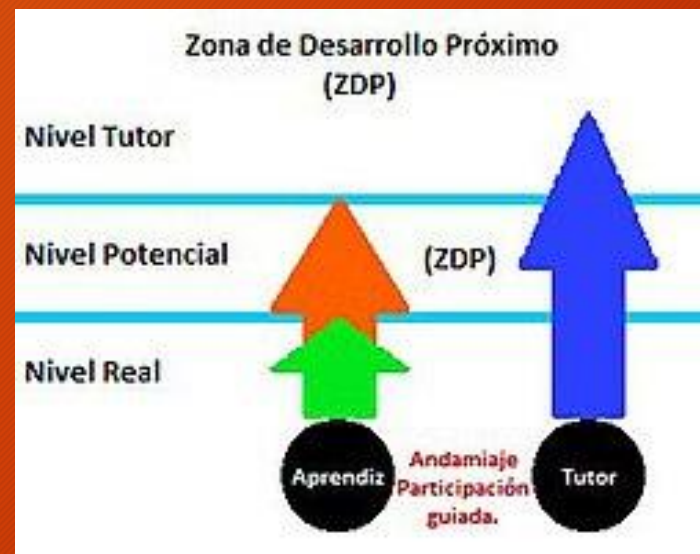 Zona de Desarrollo Próximo
(ZDP)
Nivel Tutor
Nivel Potencial
(ZDP)
Nivel Real
Aprendiz
Andamiaje
Participación
guiada.
Tutor